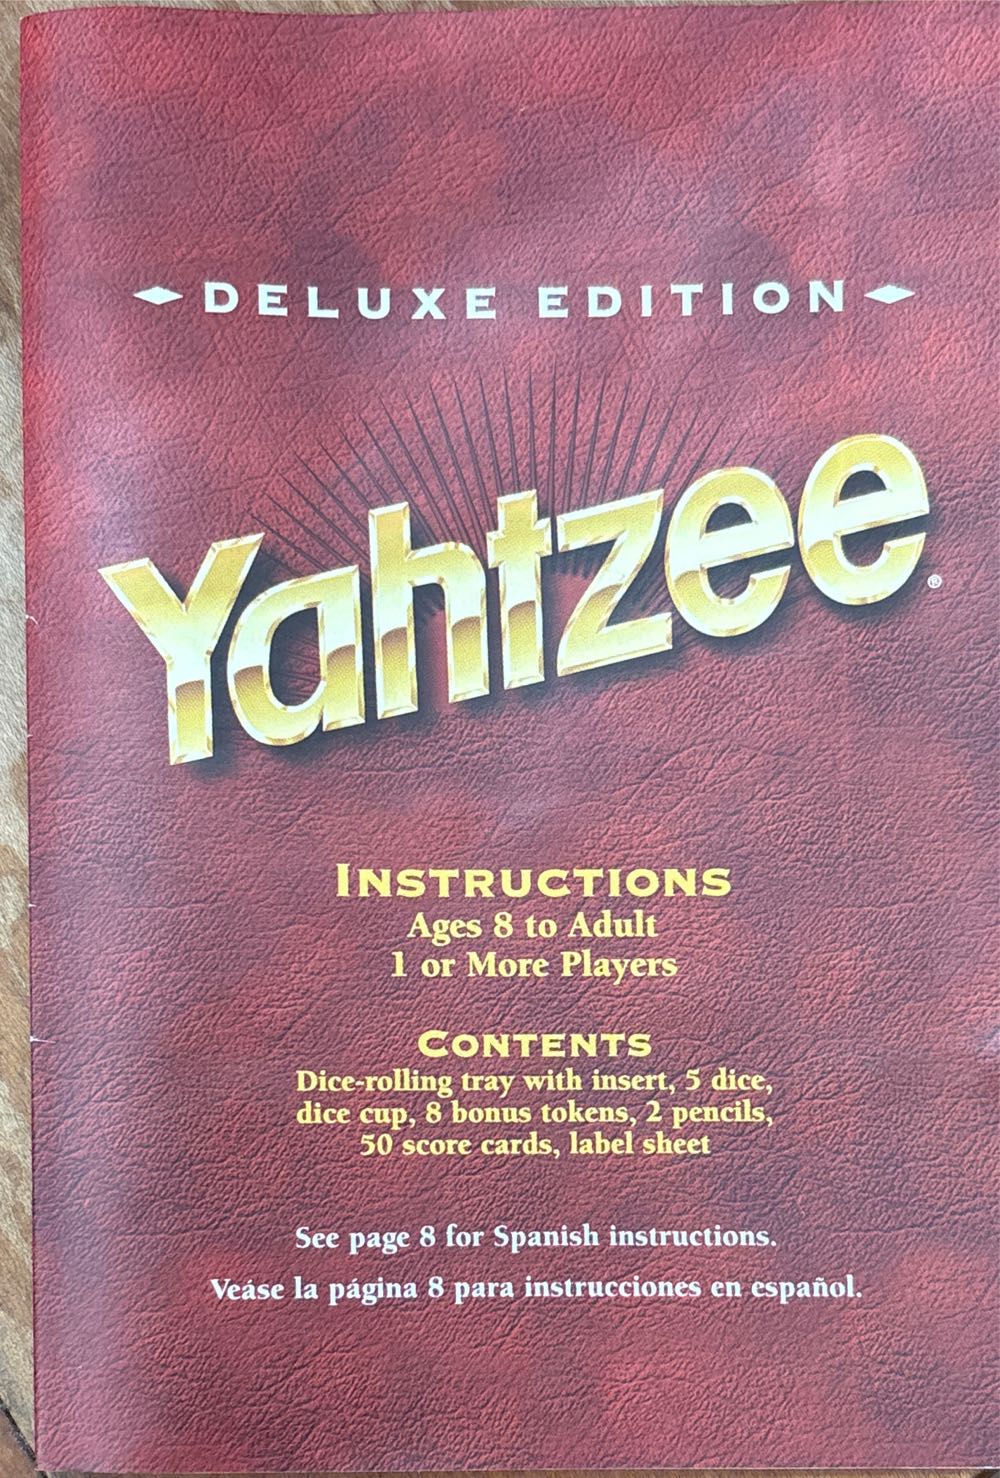 DELUXE EDITION
Yahtzee®
INSTRUCTIONS
Ages 8 to Adult
1 or More Players
CONTENTS
Dice-rolling tray with insert, 5 dice,
dice cup, 8 bonus tokens, 2 pencils,
50 score cards, label sheet
See page 8 for Spanish instructions.
Veáse la página 8 para instrucciones en español.